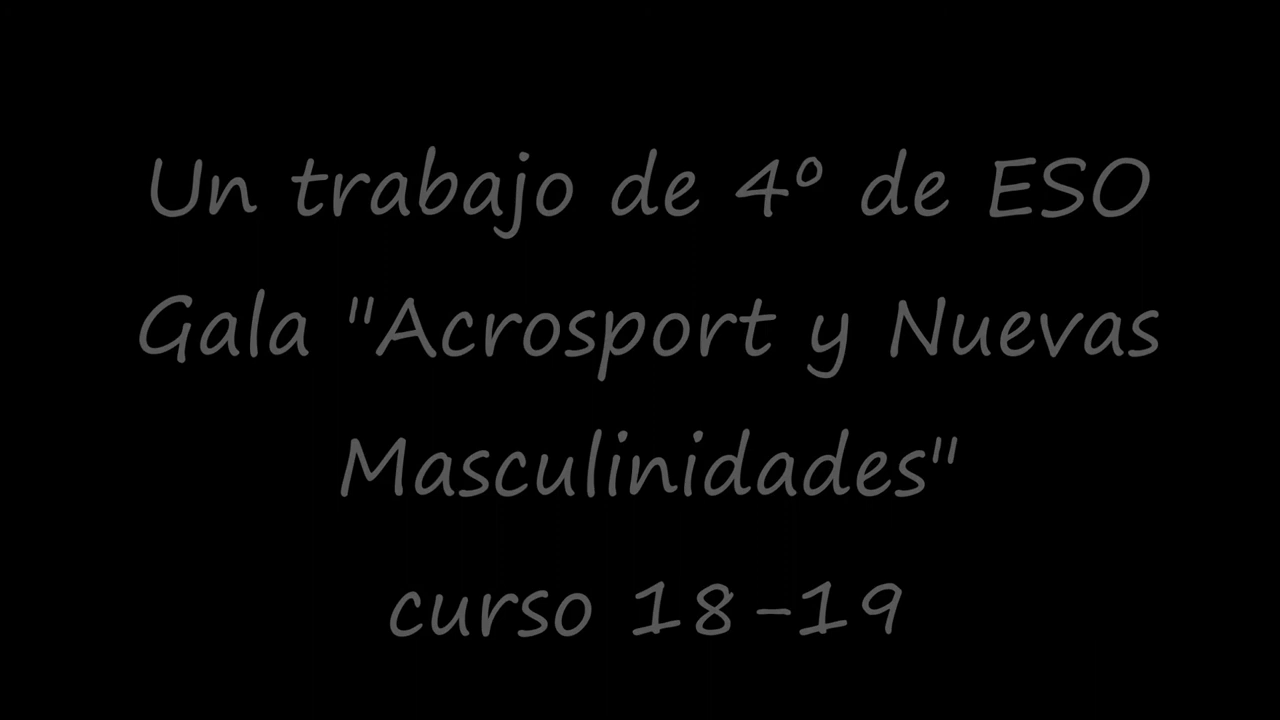 Un trabajo de 4º de ESO
Gala "Acrosport y Nuevas
Masculinidades"
curso 18-19